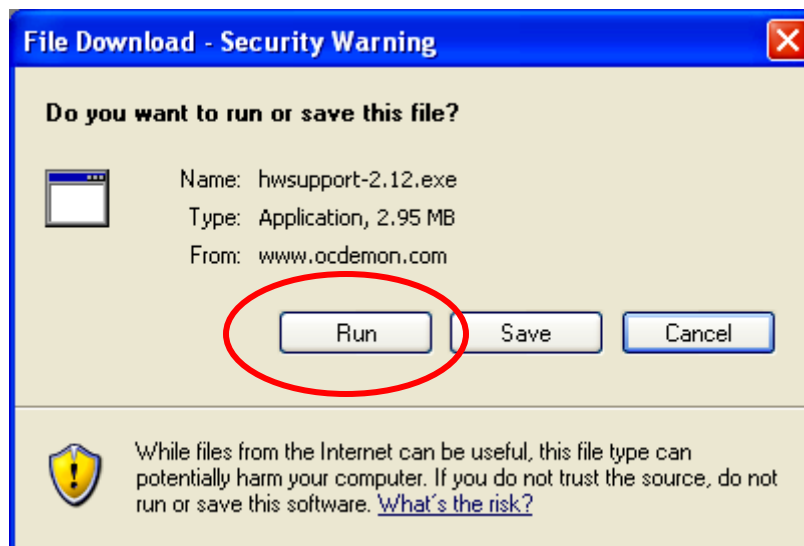 File Download - Security Warning
Do you want to run or save this file?
Name: hwsupport-2.12.exe
Type: Application, 2.95 MB
From: www.ocdemon.com
Run Save Cancel
While files from the Internet can be useful, this file type can
potentially harm your computer. If you do not trust the source, do not
run or save this software. What's the risk?